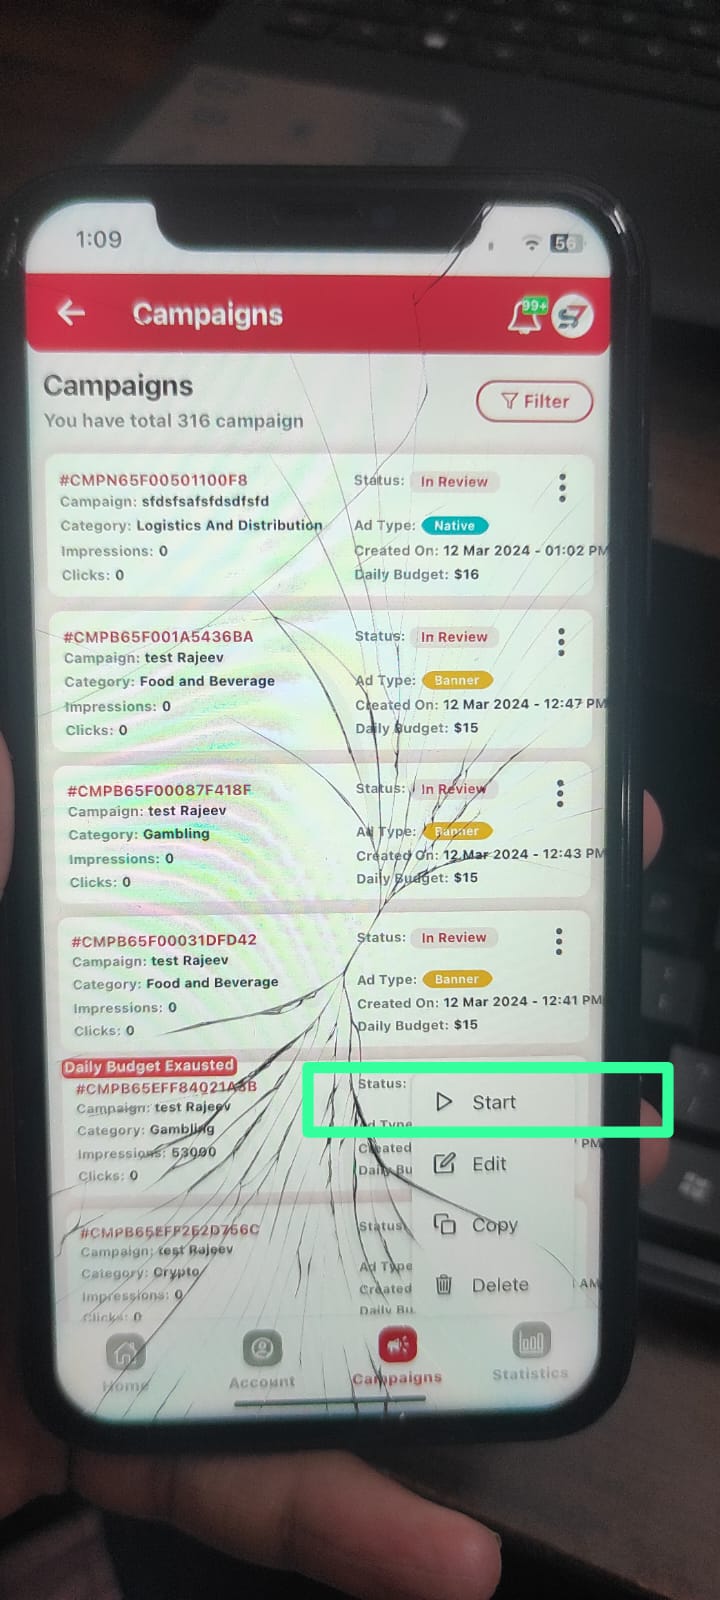 1:09
56
Campaigns
99+
S7
Campaigns
You have total 316 campaign
Filter
#CMPN65F00501100F8
Status: In Review
Campaign: sfdsfsafsfdsdfsfd
Category: Logistics And Distribution
Ad Type: Native
Impressions: 0
Created On: 12 Mar 2024 - 01:02 PM
Clicks: 0
Daily Budget: $16
#CMPB65F001A5436BA
Status: In Review
Campaign: test Rajeev
Category: Food and Beverage
Ad Type: Banner
Impressions: 0
Created On: 12 Mar 2024 - 12:47 PM
Clicks: 0
Daily Budget: $15
#CMPB65F00087F418F
Status: In Review
Campaign: test Rajeev
Category: Gambling
Ad Type: Banner
Impressions: 0
Created On: 12 Mar 2024 - 12:43 PM
Clicks: 0
Daily Budget: $15
#CMPB65F00031DFD42
Status: In Review
Campaign: test Rajeev
Category: Food and Beverage
Ad Type: Banner
Impressions: 0
Created On: 12 Mar 2024 - 12:41 PM
Clicks: 0
Daily Budget: $15
Daily Budget Exausted
#CMPB65EFF84021A3B
Status:
Campaign: test Rajeev
Category: Gambling
Ad Type
Impressions: 53090
Created
PM
Clicks: 0
Daily Bu
Start
Edit
Copy
Delete
#CMPB65EFF262D756C
Status
Campaign: test Rajeev
Category: Crypto
Ad Type
Impressions: 0
Created
AM
Clicks: 0
Daily Bu
Home
Account
Campaigns
Statistics